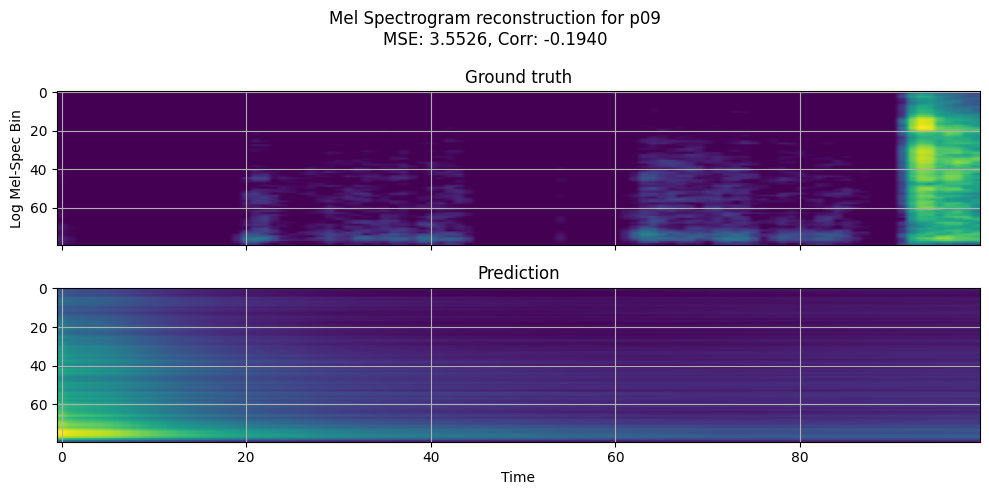 Mel Spectrogram reconstruction for p09
MSE: 3.5526, Corr: -0.1940
Ground truth
Log Mel-Spec Bin
0
20
40
60
Prediction
0
20
40
60
0 20 40 60 80
Time